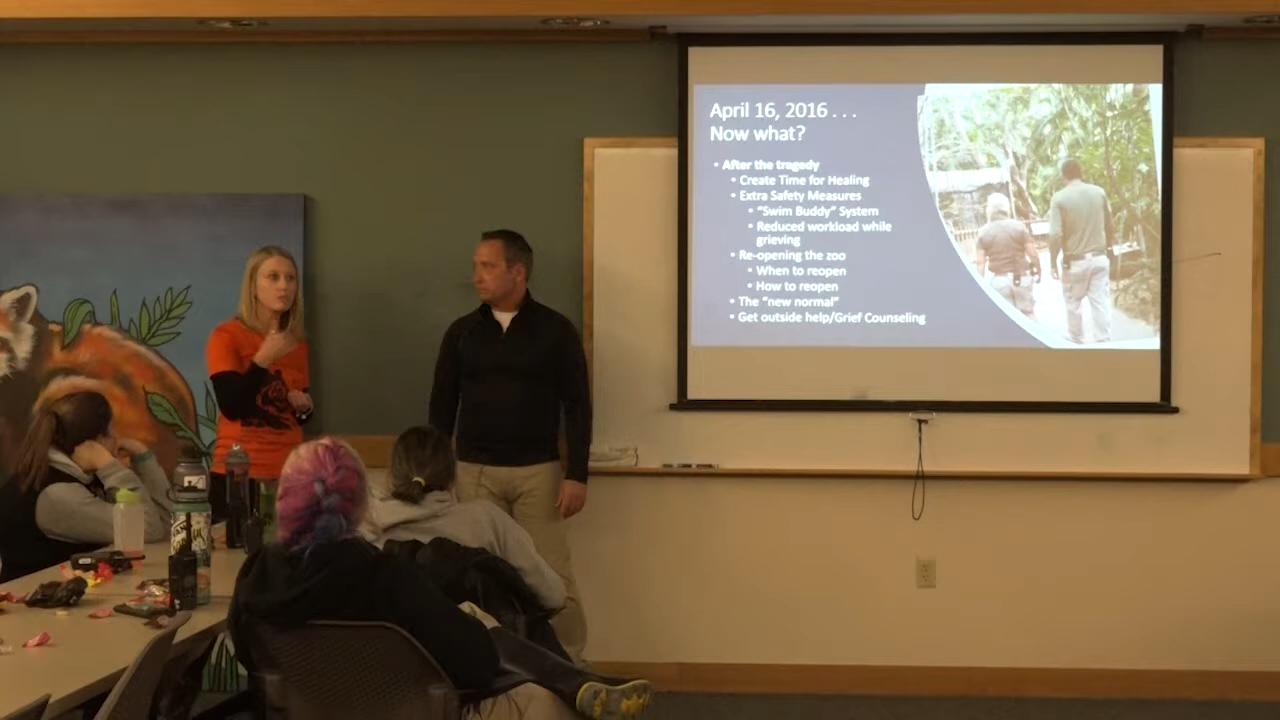 April 16, 2016 . . .
Now what?
• After the tragedy
• Create Time for Healing
• Extra Safety Measures
• “Swim Buddy” System
• Reduced workload while
grieving
• Re-opening the zoo
• When to reopen
• How to reopen
• The “new normal”
• Get outside help/Grief Counseling